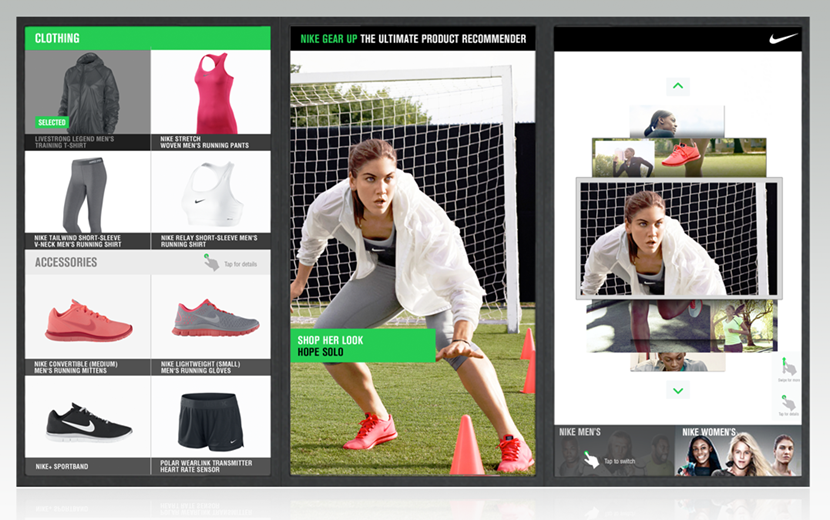 CLOTHING
SELECTED
LIVESTRONG LEGEND MEN'S
TRAINING T-SHIRT
NIKE STRETCH
WOVEN MEN'S RUNNING PANTS
NIKE TAILWIND SHORT-SLEEVE
V-NECK MEN'S RUNNING SHIRT
NIKE RELAY SHORT-SLEEVE MEN'S
RUNNING SHIRT
ACCESSORIES
Tap for details
NIKE CONVERTIBLE (MEDIUM)
MEN'S RUNNING MITTENS
NIKE LIGHTWEIGHT (SMALL)
MEN'S RUNNING GLOVES
NIKE+ SPORTBAND
POLAR WEARLINK TRANSMITTER
HEART RATE SENSOR
NIKE GEAR UP THE ULTIMATE PRODUCT RECOMMENDER
SHOP HER LOOK
HOPE SOLO
Tap for details
NIKE MEN'S
Tap to switch
NIKE WOMEN'S